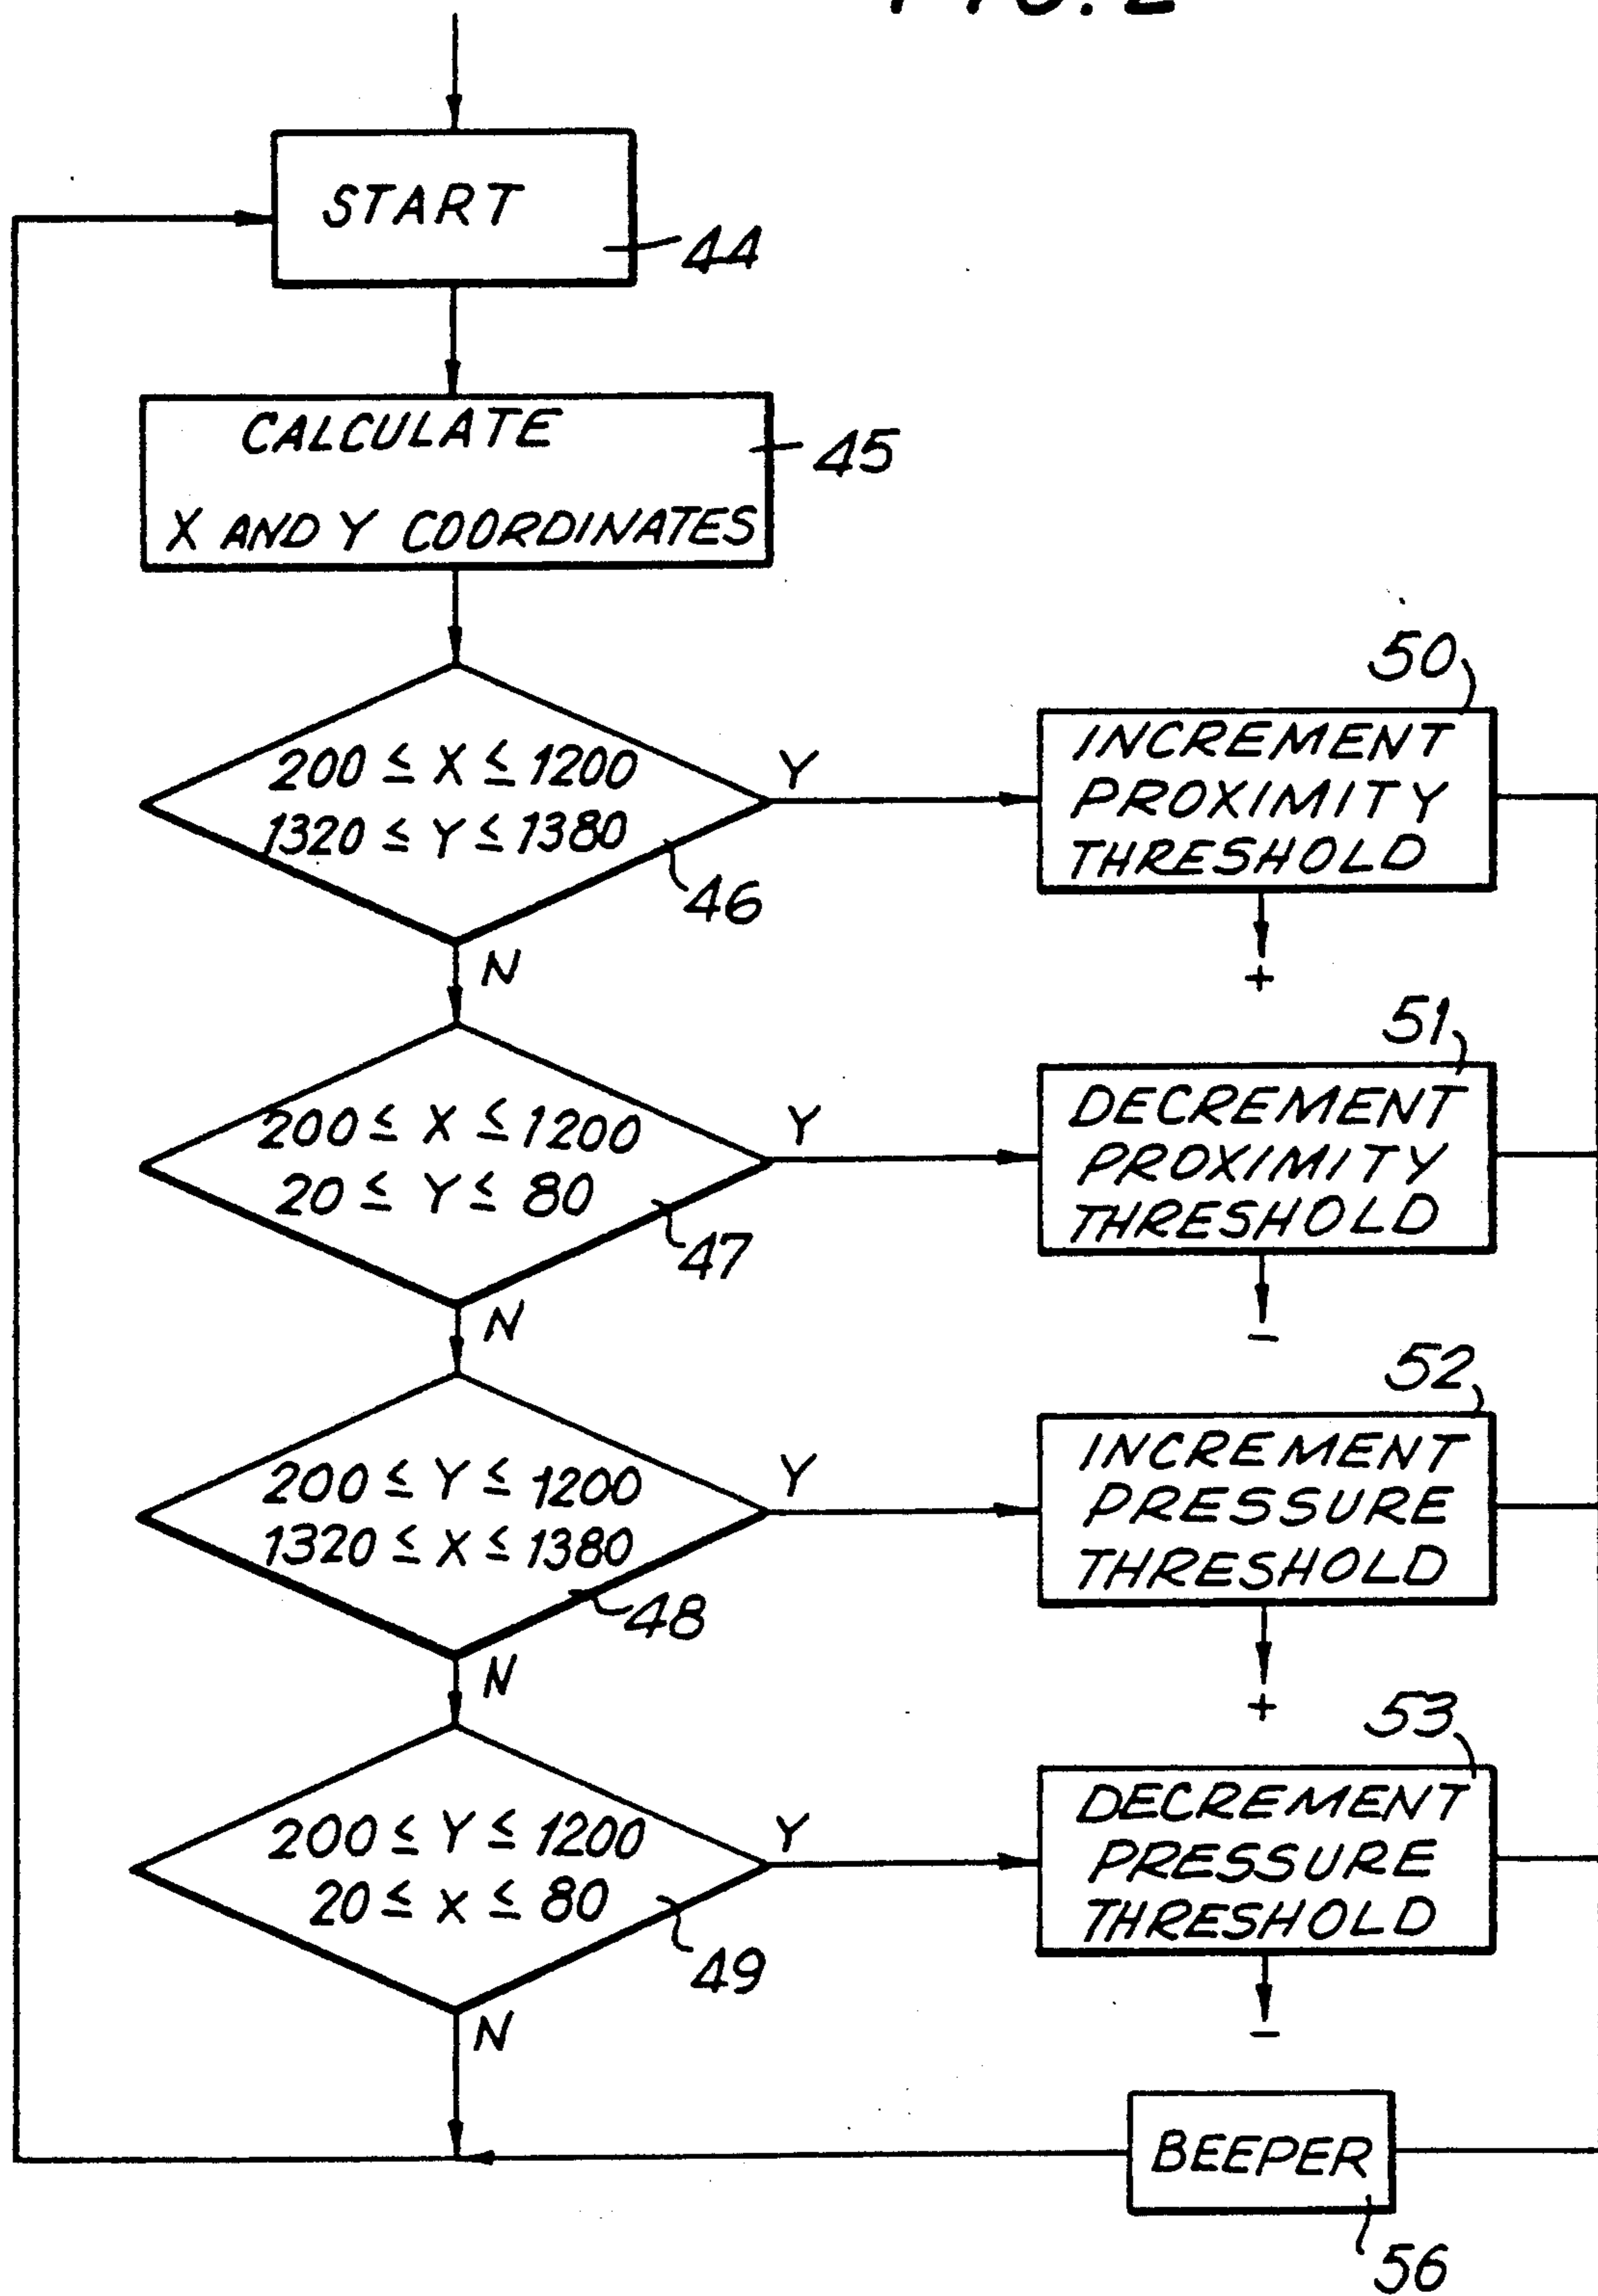 FIG. 2
START
44
CALCULATE
45
X AND Y COORDINATES
50
200 ≤ X ≤ 1200
1320 ≤ Y ≤ 1380
Y
46
N
INCREMENT
PROXIMITY
THRESHOLD
+
51
200 ≤ X ≤ 1200
20 ≤ Y ≤ 80
Y
47
N
DECREMENT
PROXIMITY
THRESHOLD
−
52
200 ≤ Y ≤ 1200
1320 ≤ X ≤ 1380
Y
48
N
INCREMENT
PRESSURE
THRESHOLD
+
53
200 ≤ Y ≤ 1200
20 ≤ X ≤ 80
Y
49
N
DECREMENT
PRESSURE
THRESHOLD
−
BEEPER
56